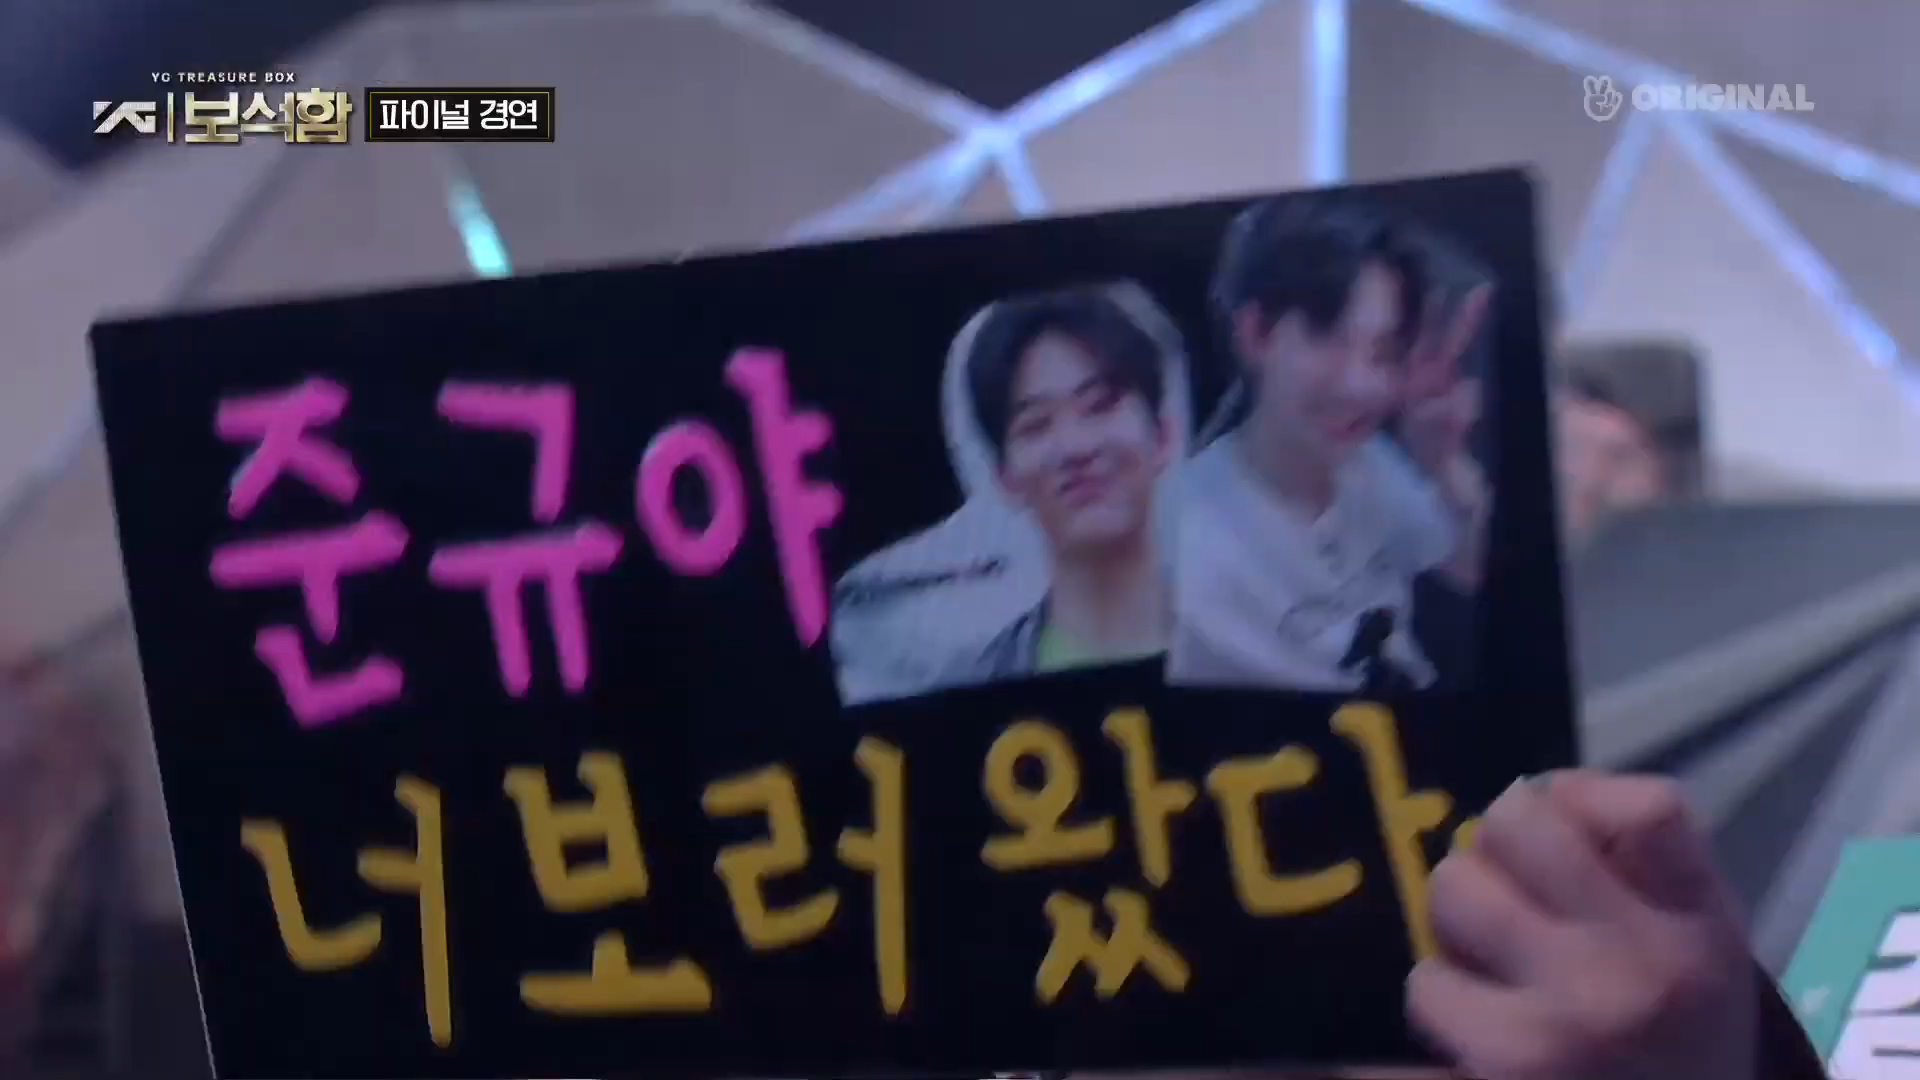 YG TREASURE BOX
YG 보석함 파이널 경연
ORIGINAL
준규야
너 보러 왔다